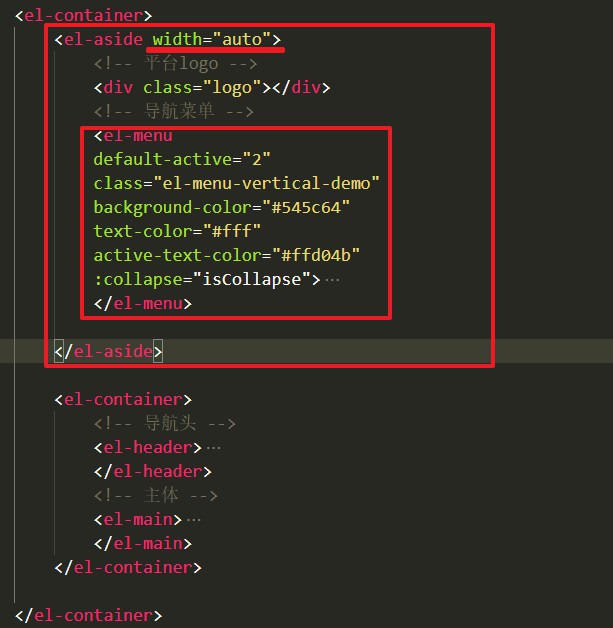 <el-container>
<el-aside width="auto">
<!-- 平台logo -->
<div class="logo"></div>
<!-- 导航菜单 -->
<el-menu
default-active="2"
class="el-menu-vertical-demo"
background-color="#545c64"
text-color="#fff"
active-text-color="#ffd04b"
:collapse="isCollapse">…
</el-menu>
</el-aside>
<el-container>
<!-- 导航头 -->
<el-header>…
</el-header>
<!-- 主体 -->
<el-main>…
</el-main>
</el-container>
</el-container>